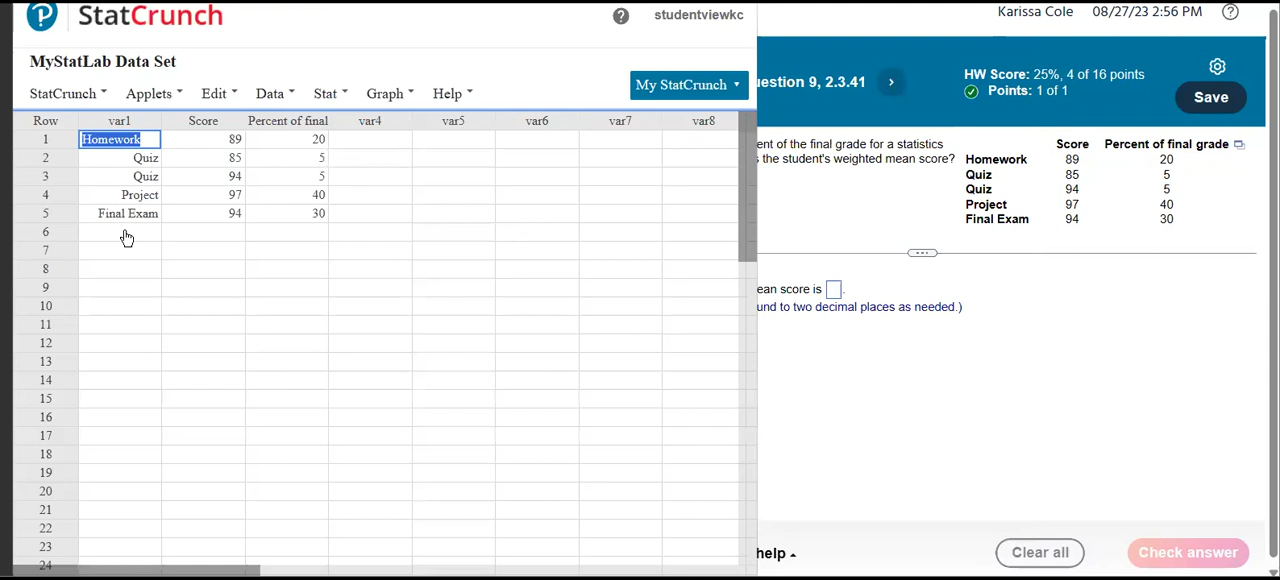 StatCrunch
studentviewkc
MyStatLab Data Set
StatCrunch Applets Edit Data Stat Graph Help My StatCrunch
Row var1 Score Percent of final var4 var5 var6 var7 var8
1 Homework 89 20
2 Quiz 85 5
3 Quiz 94 5
4 Project 97 40
5 Final Exam 94 30
6
7
8
9
10
11
12
13
14
15
16
17
18
19
20
21
22
23
24
Karissa Cole 08/27/23 2:56 PM
uestion 9, 2.3.41
HW Score: 25%, 4 of 16 points
Points: 1 of 1
Save
ent of the final grade for a statistics
s the student's weighted mean score?
Score Percent of final grade
Homework 89 20
Quiz 85 5
Quiz 94 5
Project 97 40
Final Exam 94 30
ean score is .
und to two decimal places as needed.)
help
Clear all
Check answer